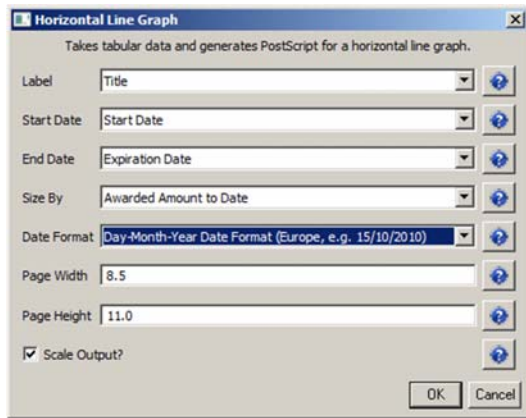 Horizontal Line Graph
Takes tabular data and generates PostScript for a horizontal line graph.
Label Title
Start Date Start Date
End Date Expiration Date
Size By Awarded Amount to Date
Date Format Day-Month-Year Date Format (Europe, e.g. 15/10/2010)
Page Width 8.5
Page Height 11.0
Scale Output?
OK Cancel